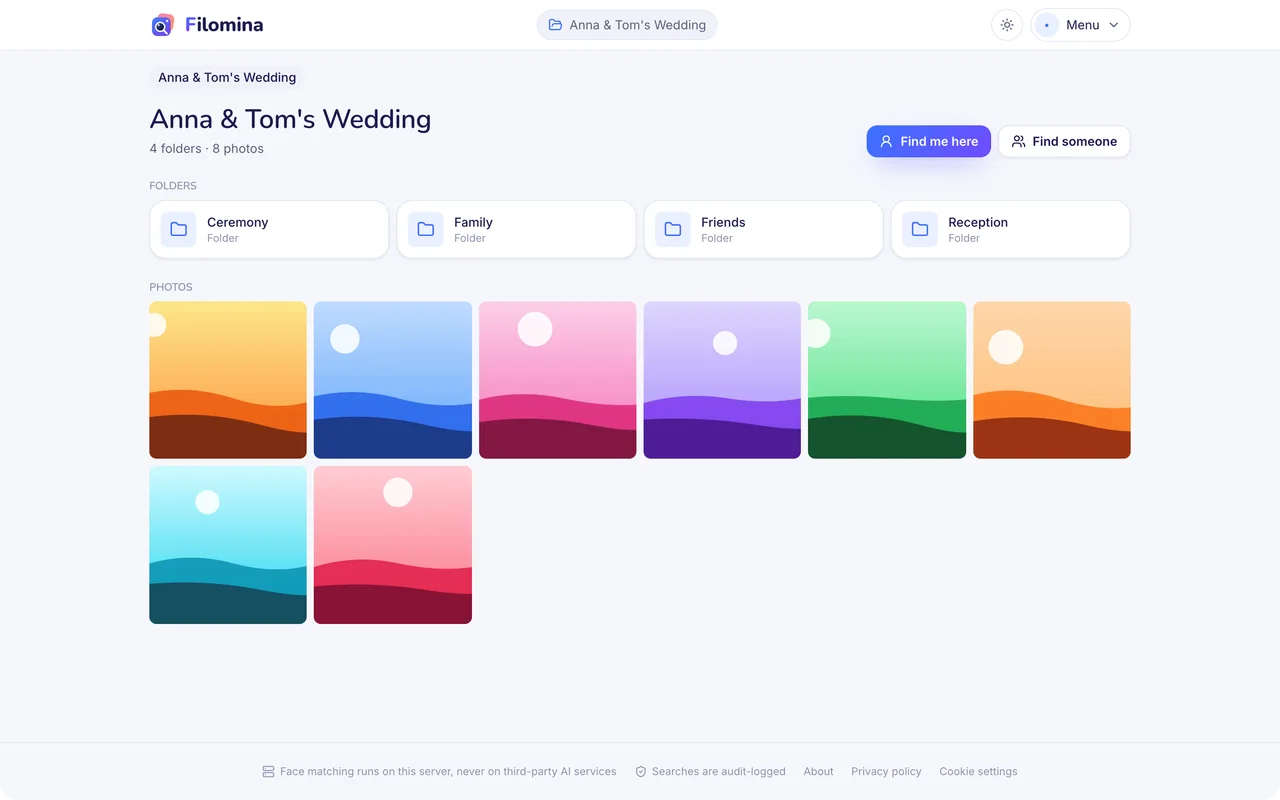 Filomina
Anna & Tom's Wedding
Menu
Anna & Tom's Wedding
Anna & Tom's Wedding
4 folders · 8 photos
Find me here
Find someone
FOLDERS
Ceremony
Folder
Family
Folder
Friends
Folder
Reception
Folder
PHOTOS
Face matching runs on this server, never on third-party AI services
Searches are audit-logged
About
Privacy policy
Cookie settings